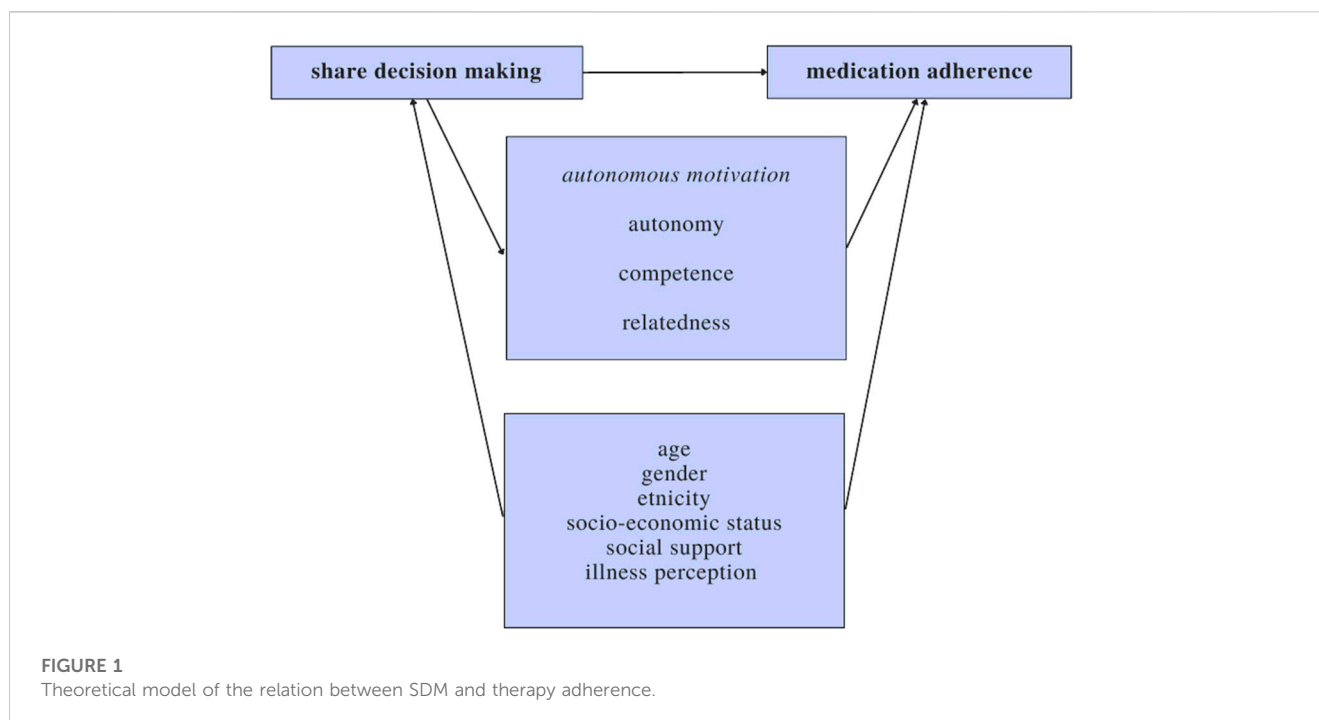 share decision making
medication adherence
autonomous motivation
autonomy
competence
relatedness
age
gender
etnicity
socio-economic status
social support
illness perception
FIGURE 1
Theoretical model of the relation between SDM and therapy adherence.